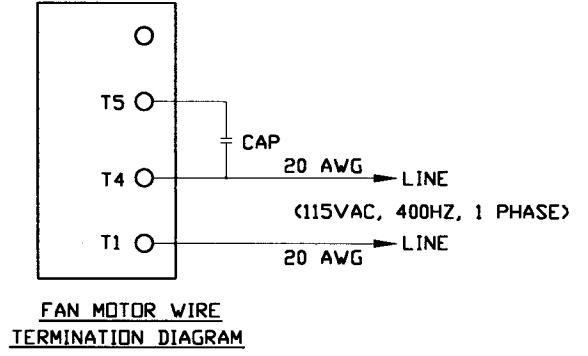 T5
CAP
20 AWG
T4
LINE
(115VAC, 400HZ, 1 PHASE)
T1
LINE
20 AWG
FAN MOTOR WIRE
TERMINATION DIAGRAM